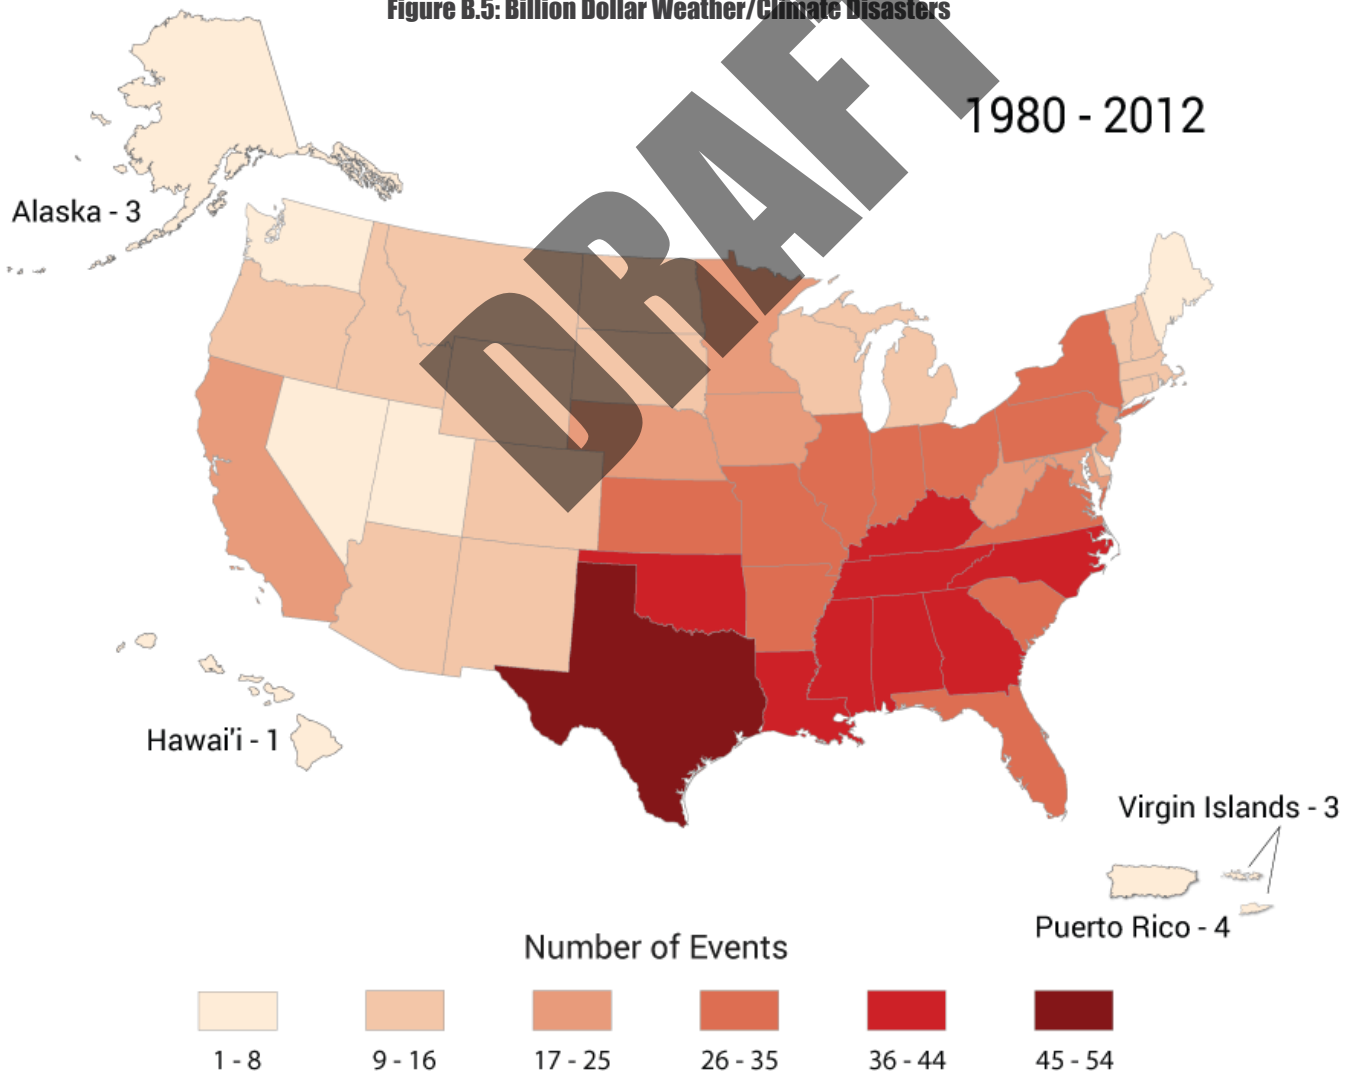 Figure B.5: Billion Dollar Weather/Climate Disasters
DRAFT
1980 - 2012
Alaska - 3
Hawai'i - 1
Virgin Islands - 3
Puerto Rico - 4
Number of Events
1 - 8
9 - 16
17 - 25
26 - 35
36 - 44
45 - 54